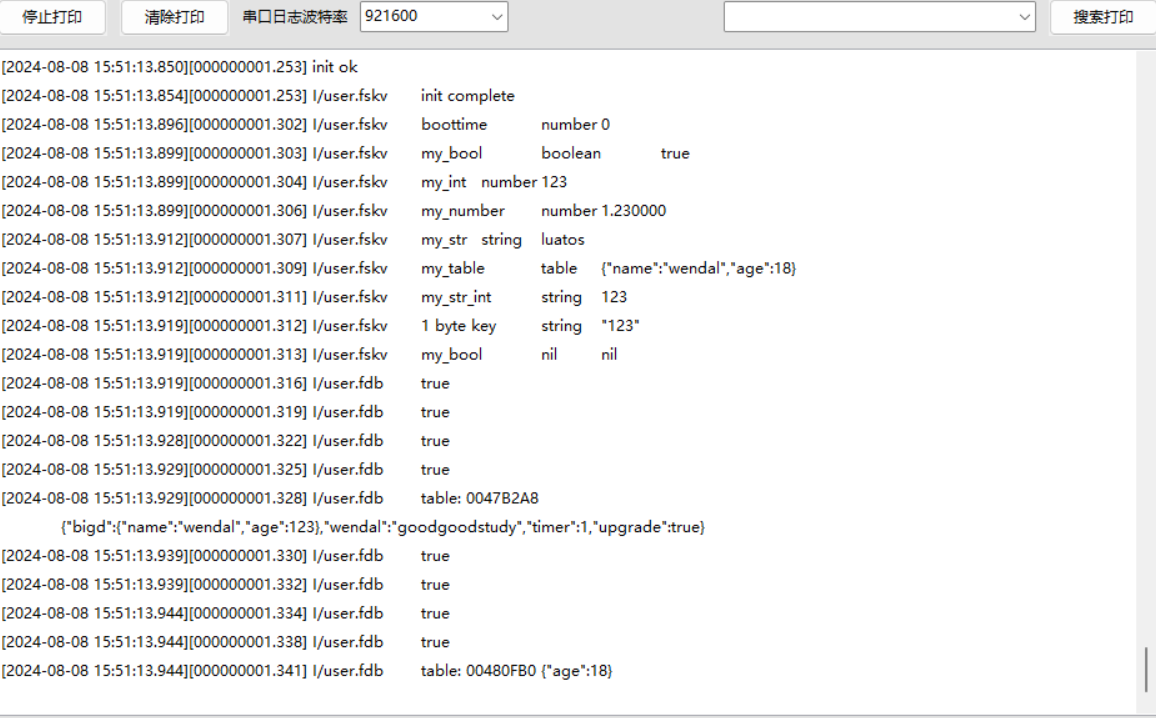 停止打印 清除打印 串口日志波特率 921600 搜索打印
[2024-08-08 15:51:13.850][000000001.253] init ok
[2024-08-08 15:51:13.854][000000001.253] I/user.fskv init complete
[2024-08-08 15:51:13.896][000000001.302] I/user.fskv boottime number 0
[2024-08-08 15:51:13.899][000000001.303] I/user.fskv my_bool boolean true
[2024-08-08 15:51:13.899][000000001.304] I/user.fskv my_int number 123
[2024-08-08 15:51:13.899][000000001.306] I/user.fskv my_number number 1.230000
[2024-08-08 15:51:13.912][000000001.307] I/user.fskv my_str string luatos
[2024-08-08 15:51:13.912][000000001.309] I/user.fskv my_table table {"name":"wendal","age":18}
[2024-08-08 15:51:13.912][000000001.311] I/user.fskv my_str_int string 123
[2024-08-08 15:51:13.919][000000001.312] I/user.fskv 1 byte key string "123"
[2024-08-08 15:51:13.919][000000001.313] I/user.fskv my_bool nil nil
[2024-08-08 15:51:13.919][000000001.316] I/user.fdb true
[2024-08-08 15:51:13.919][000000001.319] I/user.fdb true
[2024-08-08 15:51:13.928][000000001.322] I/user.fdb true
[2024-08-08 15:51:13.929][000000001.325] I/user.fdb true
[2024-08-08 15:51:13.929][000000001.328] I/user.fdb table: 0047B2A8
{"bigd":{"name":"wendal","age":123},"wendal":"goodgoodstudy","timer":1,"upgrade":true}
[2024-08-08 15:51:13.939][000000001.330] I/user.fdb true
[2024-08-08 15:51:13.939][000000001.332] I/user.fdb true
[2024-08-08 15:51:13.944][000000001.334] I/user.fdb true
[2024-08-08 15:51:13.944][000000001.338] I/user.fdb true
[2024-08-08 15:51:13.944][000000001.341] I/user.fdb table: 00480FB0 {"age":18}